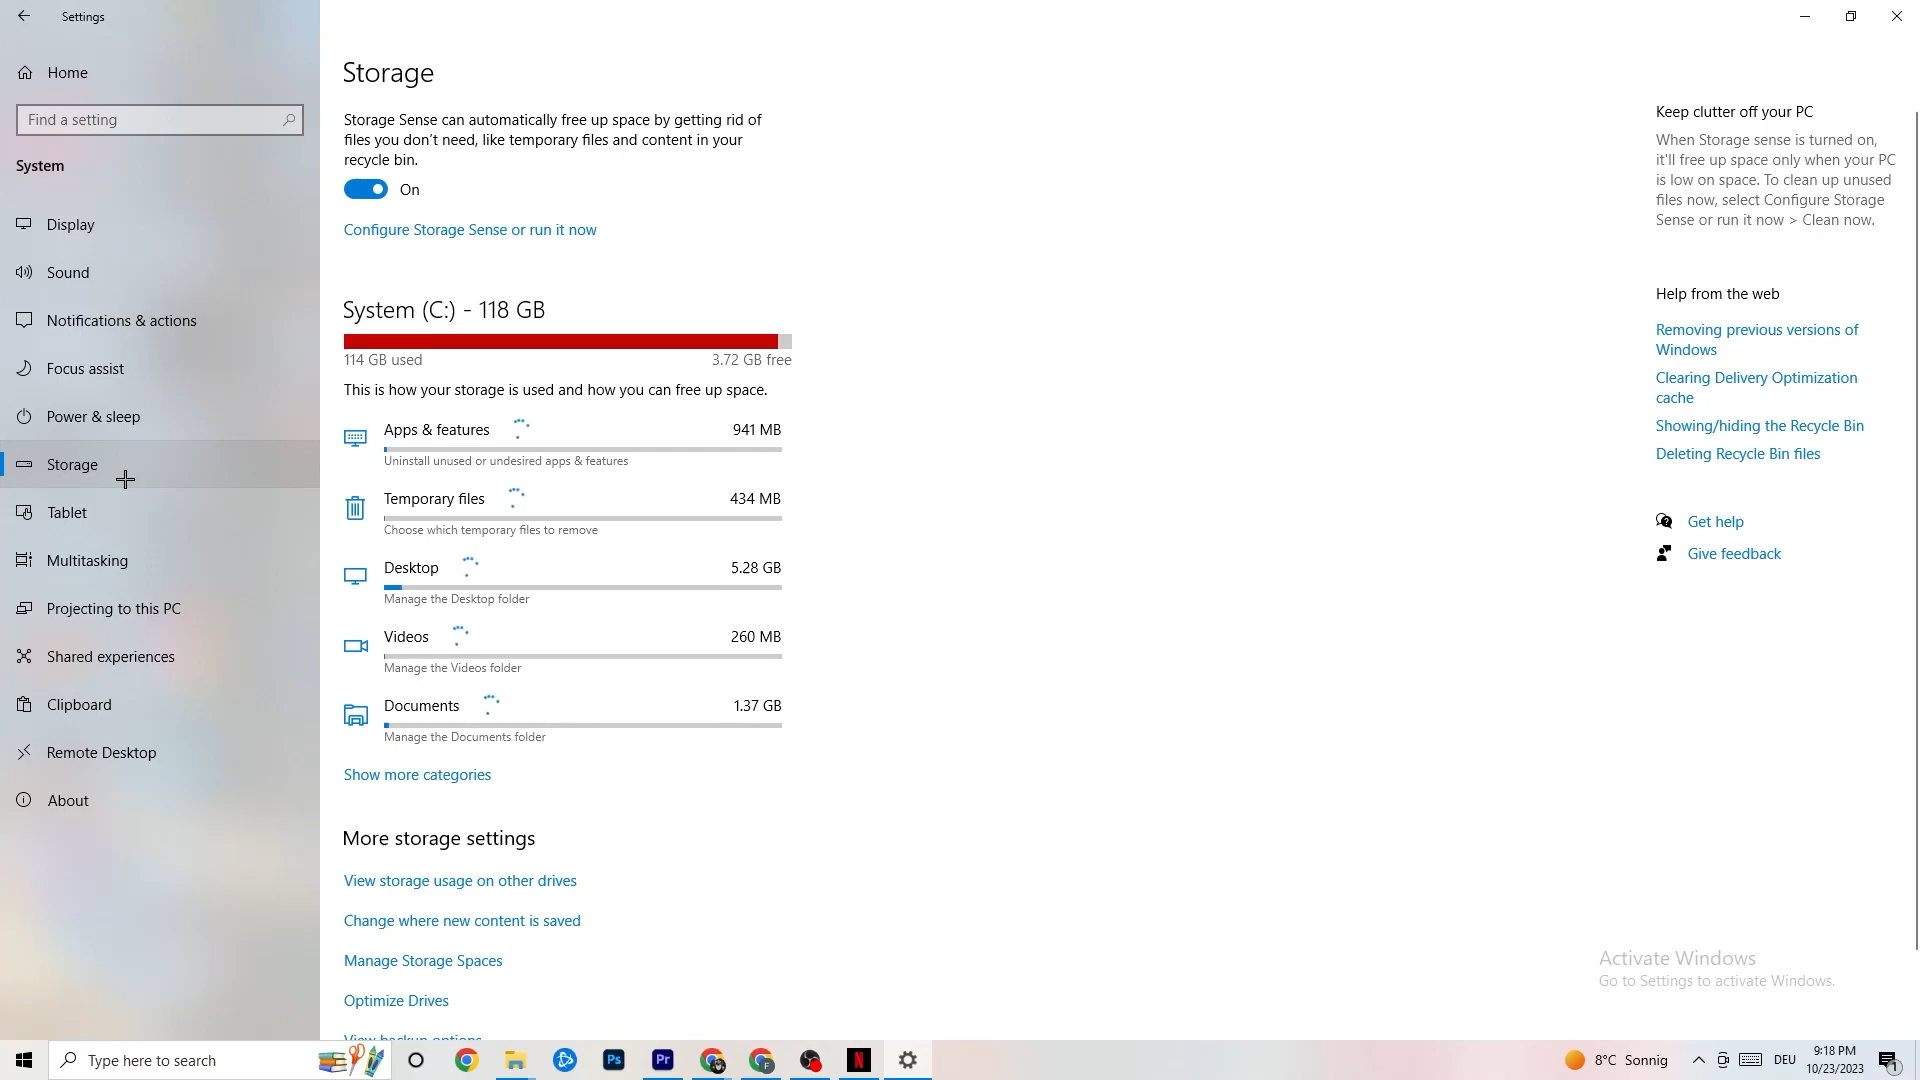 Settings
Home
Find a setting
System
Display
Sound
Notifications & actions
Focus assist
Power & sleep
Storage
Tablet
Multitasking
Projecting to this PC
Shared experiences
Clipboard
Remote Desktop
About
Storage
Storage Sense can automatically free up space by getting rid of
files you don't need, like temporary files and content in your
recycle bin.
On
Configure Storage Sense or run it now
System (C:) - 118 GB
114 GB used 3.72 GB free
This is how your storage is used and how you can free up space.
Apps & features 941 MB
Uninstall unused or undesired apps & features
Temporary files 434 MB
Choose which temporary files to remove
Desktop 5.28 GB
Manage the Desktop folder
Videos 260 MB
Manage the Videos folder
Documents 1.37 GB
Manage the Documents folder
Show more categories
More storage settings
View storage usage on other drives
Change where new content is saved
Manage Storage Spaces
Optimize Drives
View backup options
Keep clutter off your PC
When Storage sense is turned on,
it'll free up space only when your PC
is low on space. To clean up unused
files now, select Configure Storage
Sense or run it now > Clean now.
Help from the web
Removing previous versions of
Windows
Clearing Delivery Optimization
cache
Showing/hiding the Recycle Bin
Deleting Recycle Bin files
Get help
Give feedback
Activate Windows
Go to Settings to activate Windows.
Type here to search
Ps
Pr
F
N
8°C Sonnig
DEU
9:18 PM
10/23/2023
1